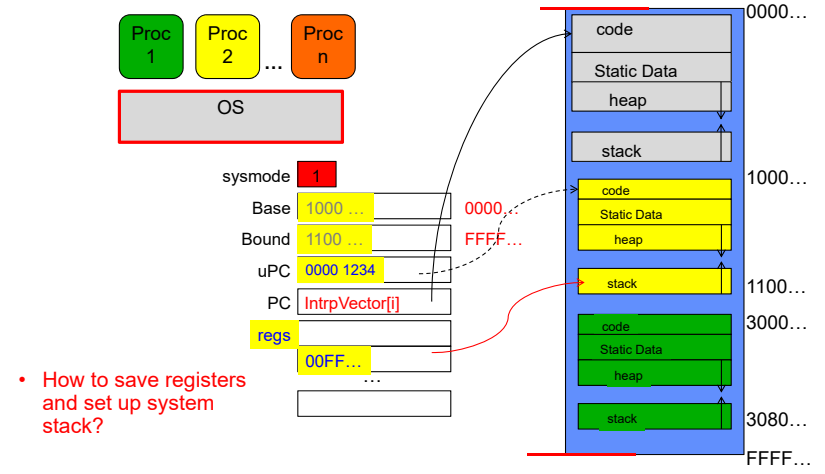 Proc
1
Proc
2
...
Proc
n
OS
sysmode 1
Base 1000 … 0000…
Bound 1100 … FFFF…
uPC 0000 1234
PC IntrpVector[i]
regs
00FF…
…
• How to save registers
and set up system
stack?
0000…
code
Static Data
heap
stack
1000…
code
Static Data
heap
stack
1100…
3000…
code
Static Data
heap
stack
3080…
FFFF…